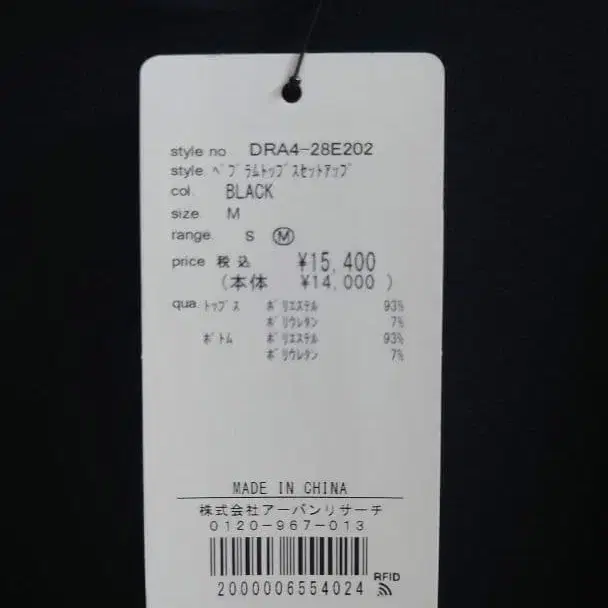 style no DRA4-28E202
style. ﾍﾟﾌﾟﾗﾑﾄｯﾌﾟｽｾｯﾄｱｯﾌﾟ
col. BLACK
size. M
range. S Ⓜ
price 税込 ¥15,400
(本体 ¥14,000 )
qua. ﾄｯﾌﾟｽ ﾎﾟﾘｴｽﾃﾙ 93%
ﾎﾟﾘｳﾚﾀﾝ 7%
ﾎﾞﾄﾑ ﾎﾟﾘｴｽﾃﾙ 93%
ﾎﾟﾘｳﾚﾀﾝ 7%
MADE IN CHINA
株式会社アーバンリサーチ
0120-967-013
RFID
2000006554024